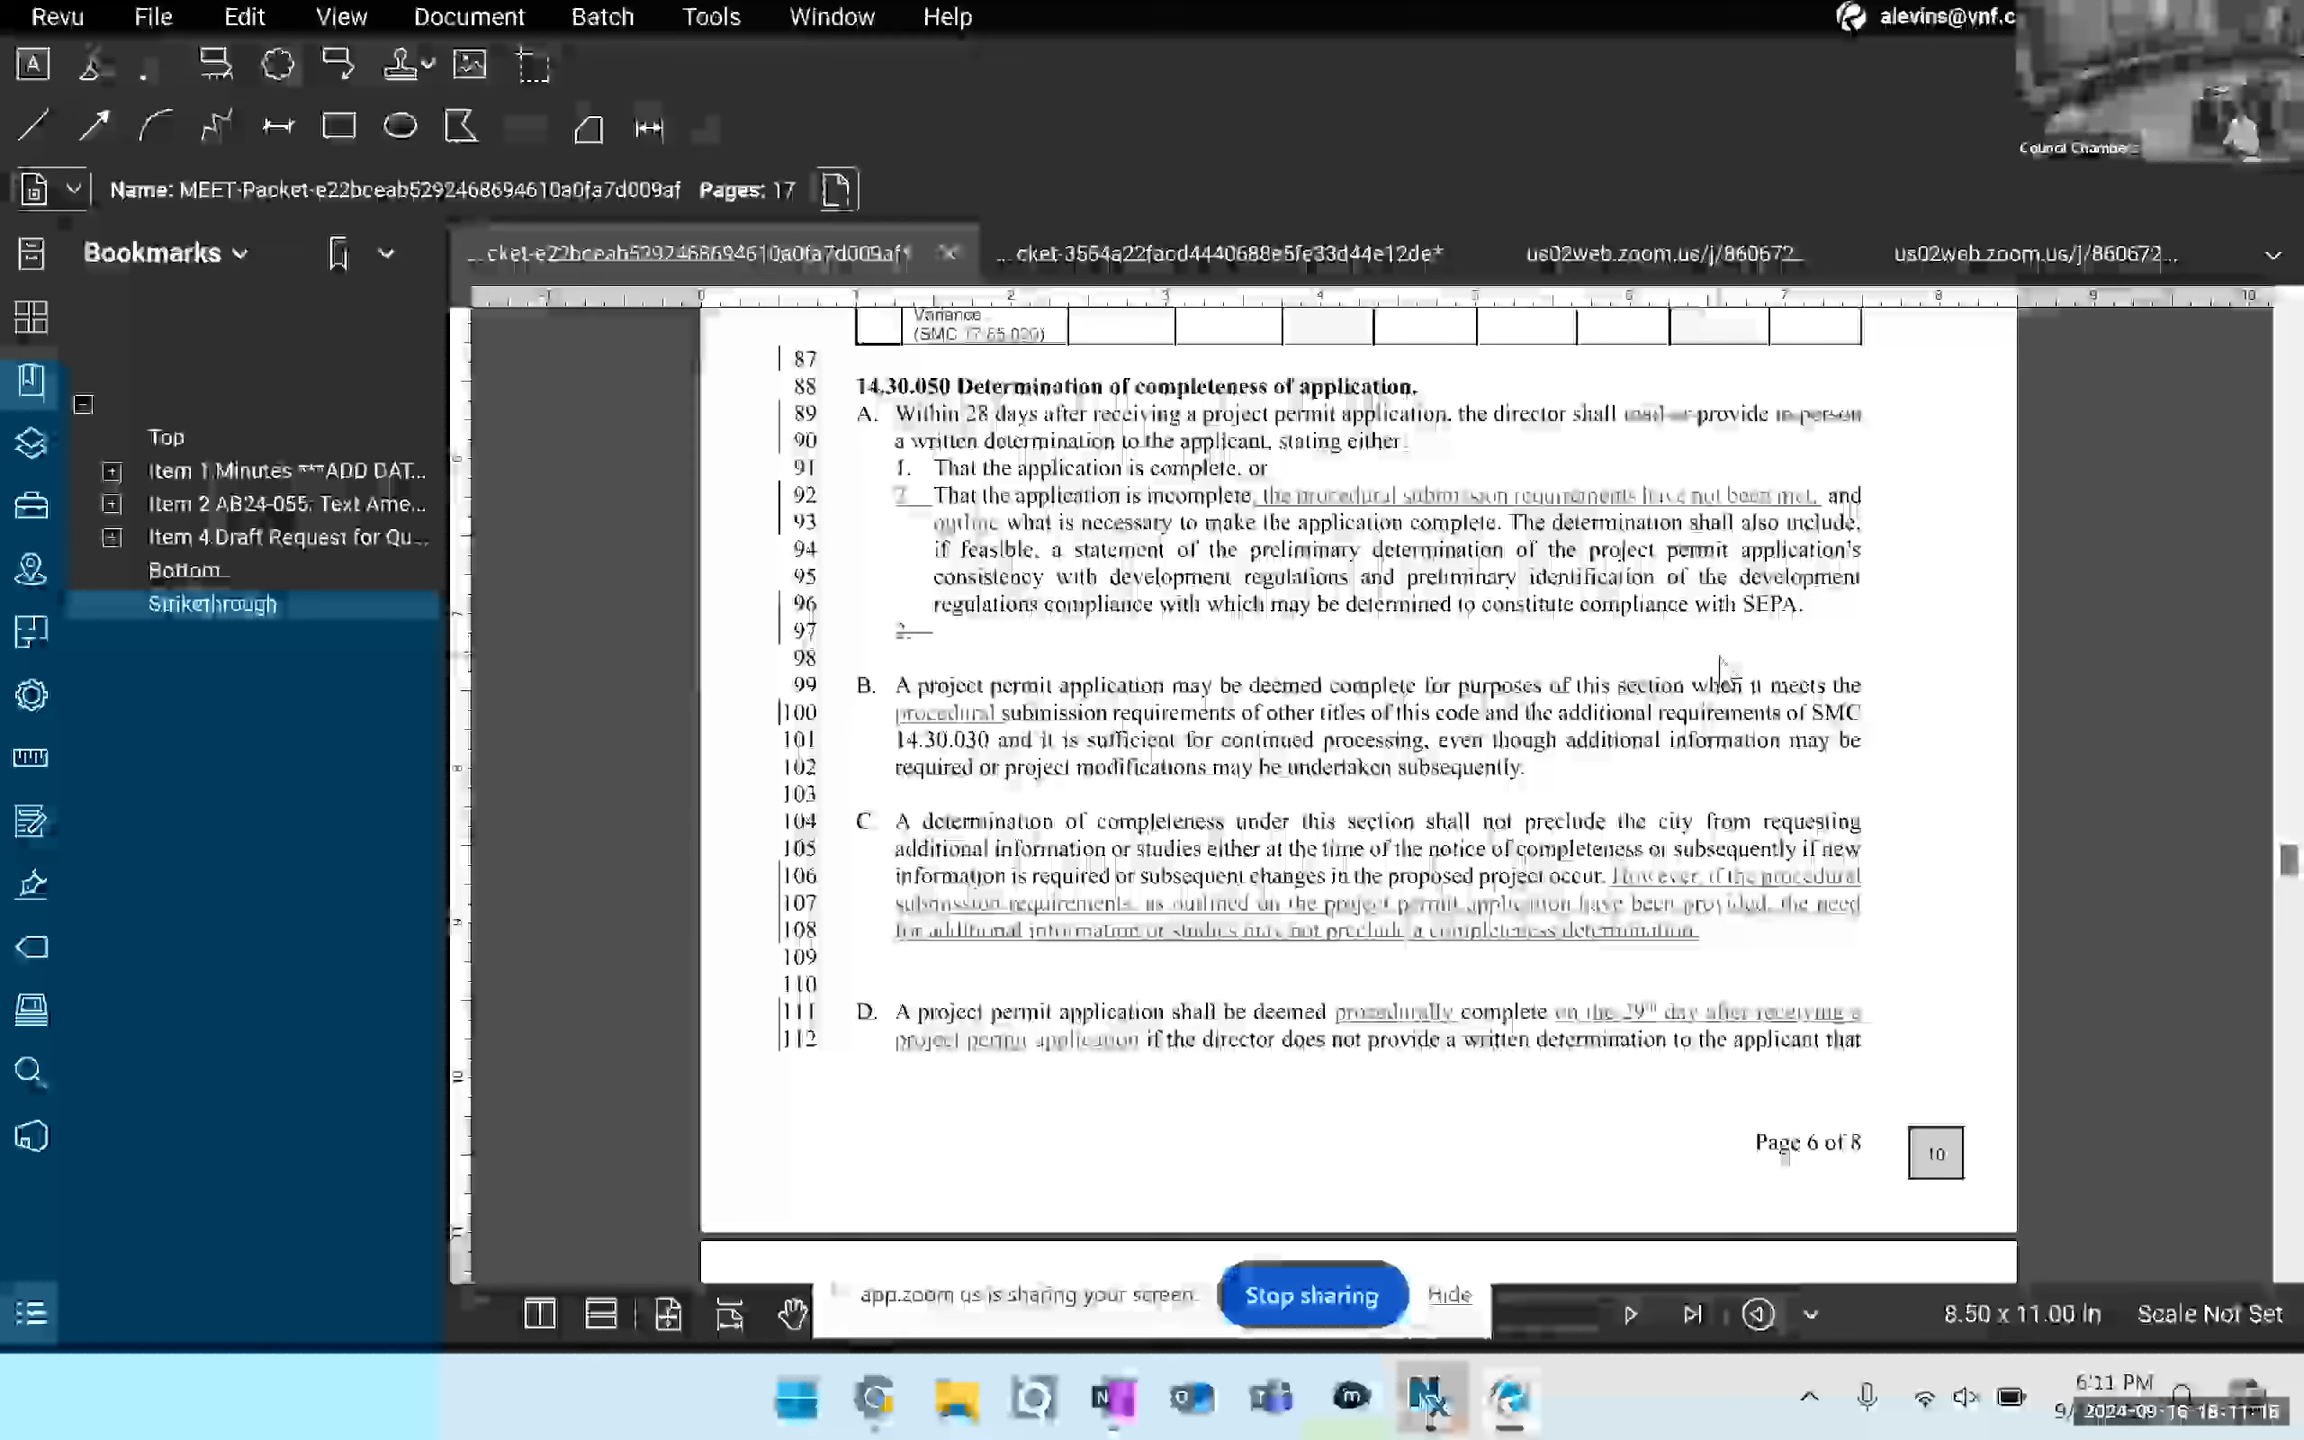 Revu File Edit View Document Batch Tools Window Help
alevins@vnf.c
Council Chambers
Name: MEET-Packet-e22bceab5292468694610a0fa7d009af Pages: 17
Bookmarks
...cket-e22bceab5292468694610a0fa7d009af*
...cket-3564a22facd4440688e5fe33d44e12de*
us02web.zoom.us/j/860672...
us02web.zoom.us/j/860672...
Top
Item 1.Minutes ***ADD DAT...
Item 2 AB24-055: Text Ame...
Item 4.Draft Request for Qu...
Bottom
Strikethrough
Variance
(SMC 17.65.020)
87
88 14.30.050 Determination of completeness of application.
89 A. Within 28 days after receiving a project permit application, the director shall mail or provide in person
90 a written determination to the applicant, stating either:
91 1. That the application is complete, or
92 2. That the application is incomplete, the procedural submission requirements have not been met, and
93 outline what is necessary to make the application complete. The determination shall also include,
94 if feasible, a statement of the preliminary determination of the project permit application's
95 consistency with development regulations and preliminary identification of the development
96 regulations compliance with which may be determined to constitute compliance with SEPA.
97 2.
98
99 B. A project permit application may be deemed complete for purposes of this section when it meets the
100 procedural submission requirements of other titles of this code and the additional requirements of SMC
101 14.30.030 and it is sufficient for continued processing, even though additional information may be
102 required or project modifications may be undertaken subsequently.
103
104 C. A determination of completeness under this section shall not preclude the city from requesting
105 additional information or studies either at the time of the notice of completeness or subsequently if new
106 information is required or subsequent changes in the proposed project occur. However, if the procedural
107 submission requirements, as outlined on the project permit application have been provided, the need
108 for additional information or studies may not preclude a completeness determination.
109
110
111 D. A project permit application shall be deemed procedurally complete on the 29th day after receiving a
112 project permit application if the director does not provide a written determination to the applicant that
Page 6 of 8
10
app.zoom.us is sharing your screen.
Stop sharing
Hide
8.50 x 11.00 in
Scale Not Set
6:11 PM
9/
2024-09-16 18:11:16